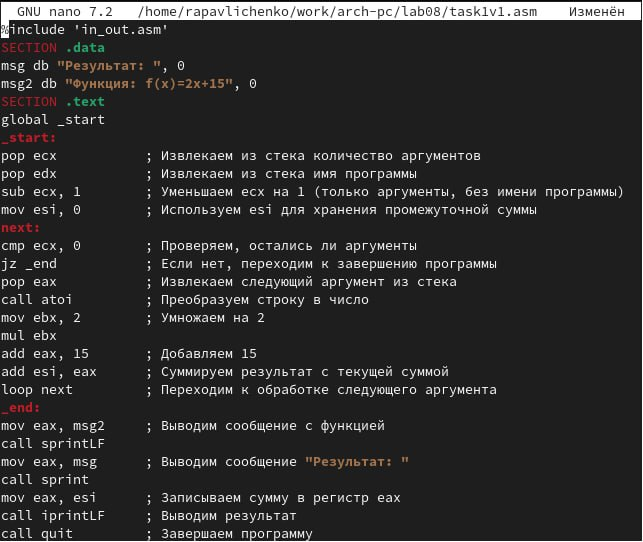 GNU nano 7.2 /home/rapavlichenko/work/arch-pc/lab08/task1v1.asm Изменён
%include 'in_out.asm'
SECTION .data
msg db "Результат: ", 0
msg2 db "Функция: f(x)=2x+15", 0
SECTION .text
global _start
_start:
pop ecx ; Извлекаем из стека количество аргументов
pop edx ; Извлекаем из стека имя программы
sub ecx, 1 ; Уменьшаем ecx на 1 (только аргументы, без имени программы)
mov esi, 0 ; Используем esi для хранения промежуточной суммы
next:
cmp ecx, 0 ; Проверяем, остались ли аргументы
jz _end ; Если нет, переходим к завершению программы
pop eax ; Извлекаем следующий аргумент из стека
call atoi ; Преобразуем строку в число
mov ebx, 2 ; Умножаем на 2
mul ebx
add eax, 15 ; Добавляем 15
add esi, eax ; Суммируем результат с текущей суммой
loop next ; Переходим к обработке следующего аргумента
_end:
mov eax, msg2 ; Выводим сообщение с функцией
call sprintLF
mov eax, msg ; Выводим сообщение "Результат: "
call sprint
mov eax, esi ; Записываем сумму в регистр eax
call iprintLF ; Выводим результат
call quit ; Завершаем программу